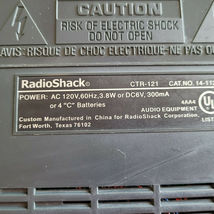 CAUTION
RISK OF ELECTRIC SHOCK
DO NOT OPEN
AVIS-RISQUE DE CHOC ELECTRIQUE-NE
RadioShack®
CTR-121
CAT.NO. 14-
POWER: AC 120V,60Hz,3.8W or DC6V, 300mA
or 4 "C" Batteries
4AA4
AUDIO EQUIPMENT
Custom Manufactured in China for RadioShack Corporation,
Fort Worth, Texas 76102